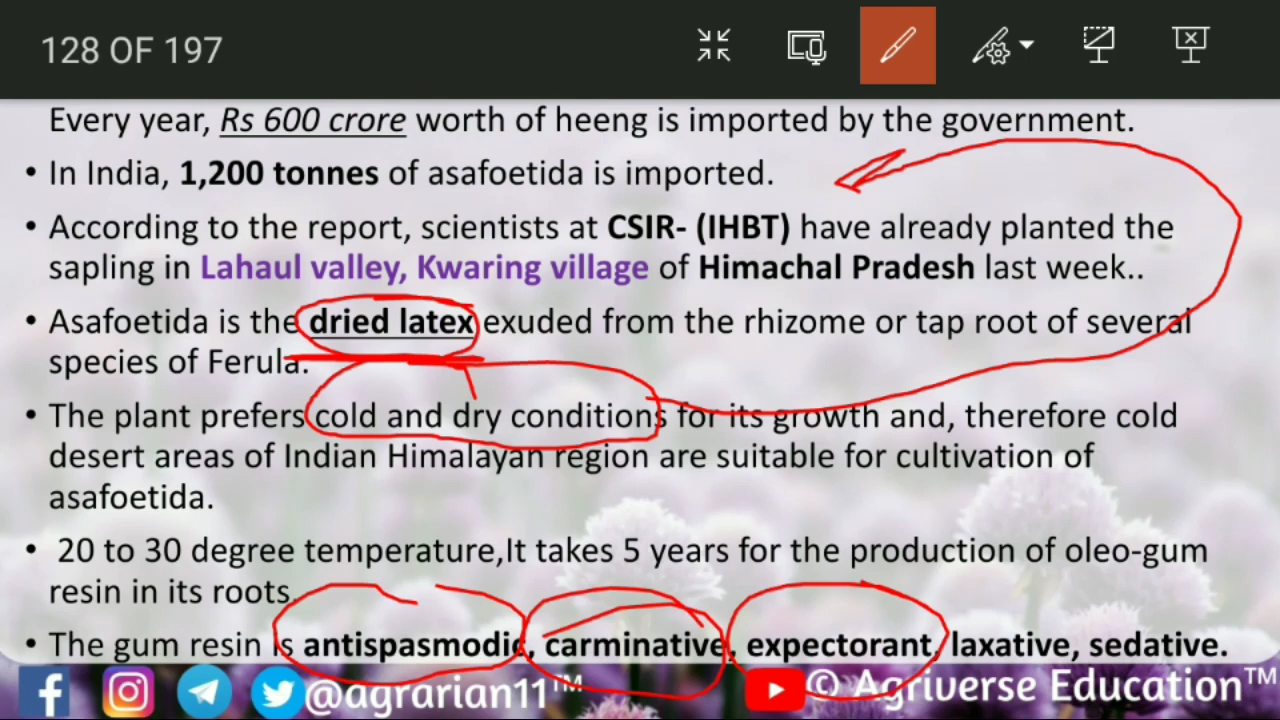 128 OF 197
Every year, Rs 600 crore worth of heeng is imported by the government.
• In India, 1,200 tonnes of asafoetida is imported.
• According to the report, scientists at CSIR- (IHBT) have already planted the
sapling in Lahaul valley, Kwaring village of Himachal Pradesh last week..
• Asafoetida is the dried latex exuded from the rhizome or tap root of several
species of Ferula.
• The plant prefers cold and dry conditions for its growth and, therefore cold
desert areas of Indian Himalayan region are suitable for cultivation of
asafoetida.
• 20 to 30 degree temperature,It takes 5 years for the production of oleo-gum
resin in its roots.
• The gum resin is antispasmodic, carminative, expectorant, laxative, sedative.
@agrarian11™ © Agriverse Education™